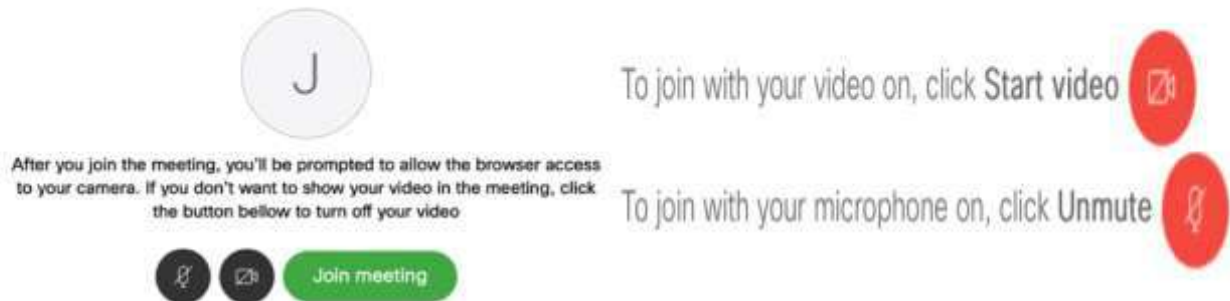 J
After you join the meeting, you'll be prompted to allow the browser access
to your camera. If you don't want to show your video in the meeting, click
the button bellow to turn off your video
Join meeting
To join with your video on, click Start video
To join with your microphone on, click Unmute